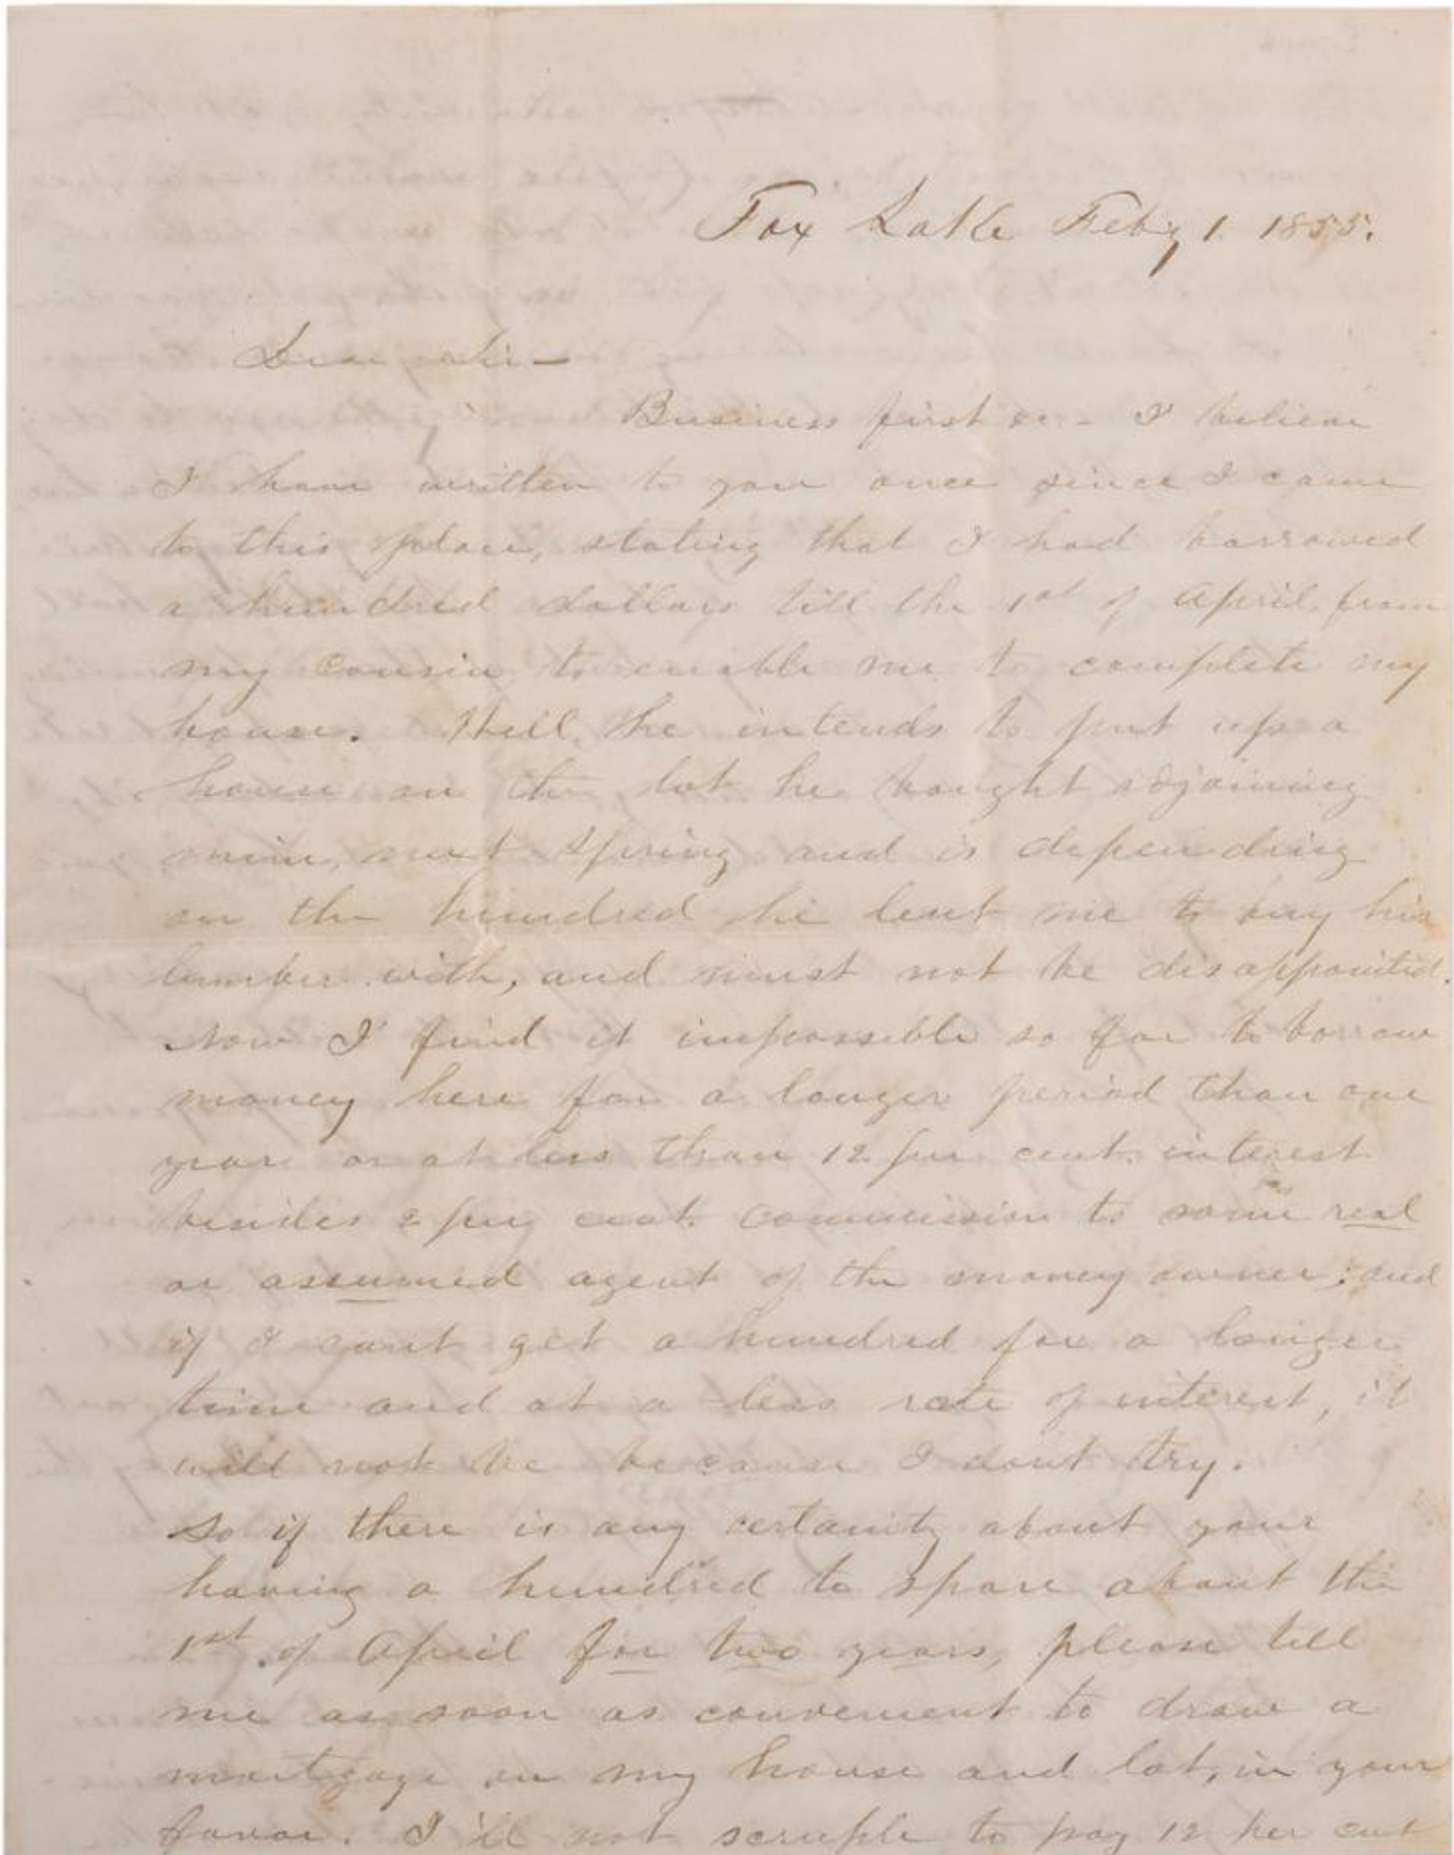 Fox Lake Feby 1 1855.
Dear Sir—
Business first &c - I believe
I have written to you once since I came
to this place, stating that I had borrowed
a hundred dollars till the 1st of April from
my cousin to enable me to complete my
house. Well, he intends to put up a
house on the lot he bought adjoining
mine, next Spring and is depending
on the hundred he lent me to buy his
lumber with, and must not be disappointed.
Now I find it impossible so far to borrow
money here for a longer period than one
year or at less than 12 per cent. interest
besides per cent commission to some real
or assumed agent of the money owner; and
if I cant get a hundred for a longer
time and at a less rate of interest, it
will not be because I dont try.
So if there is any certanity about your
having a hundred to spare about the
1st of April for two years, please tell
me as soon as convenient to draw a
mortgage on my house and lot, in your
favor. I'll not scruple to pay 12 per cent